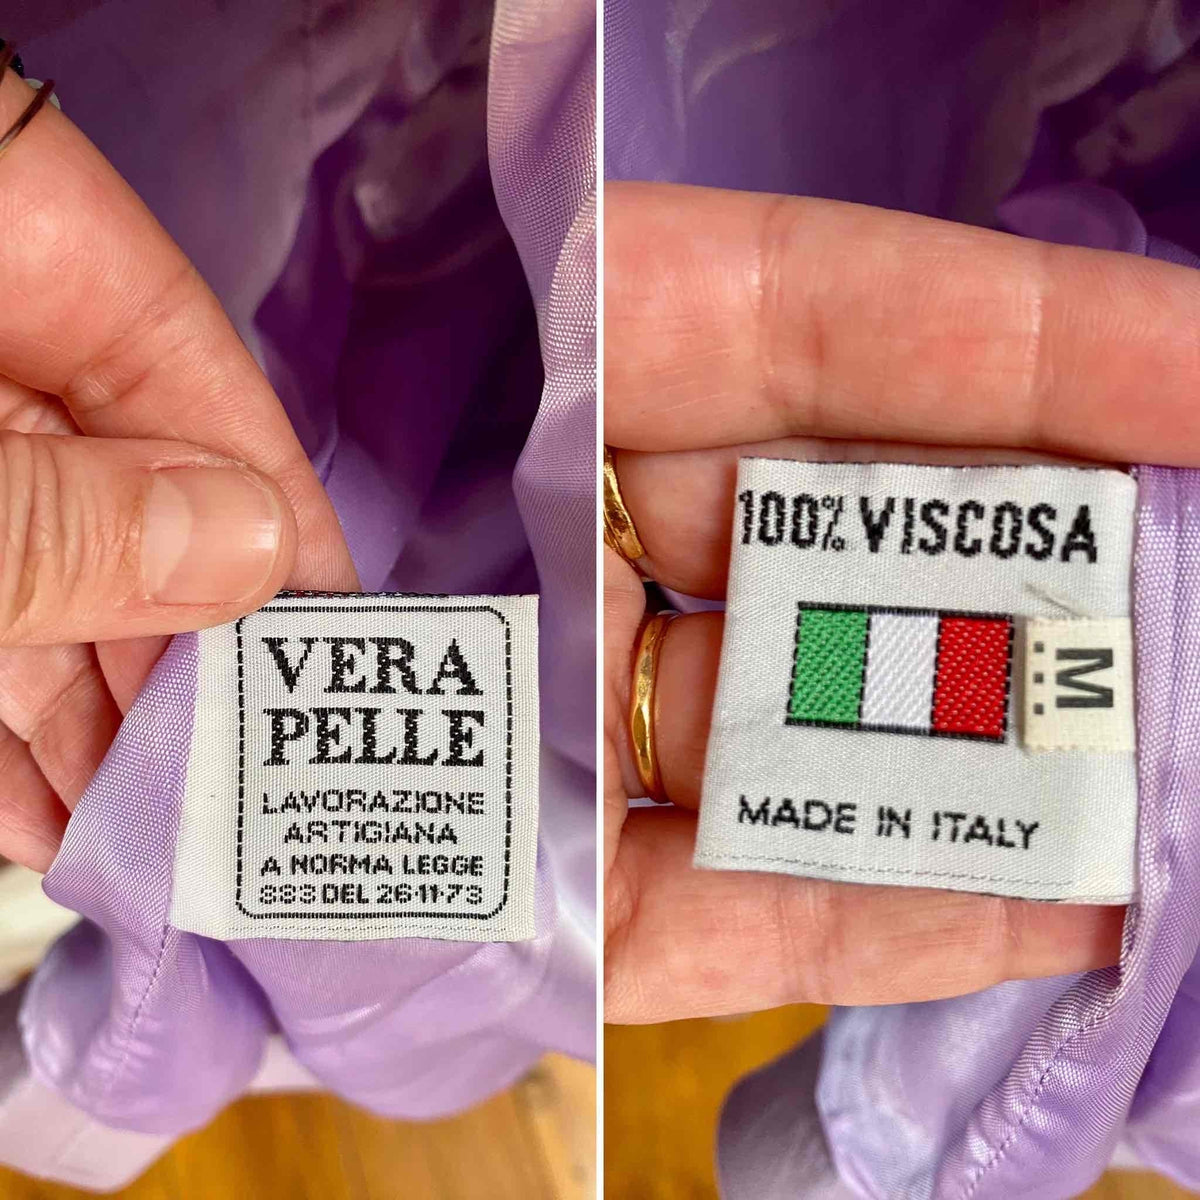 VERA
PELLE
LAVORAZIONE
ARTIGIANA
A NORMA LEGGE
883 DEL 26·11·73
100% VISCOSA
M
MADE IN ITALY